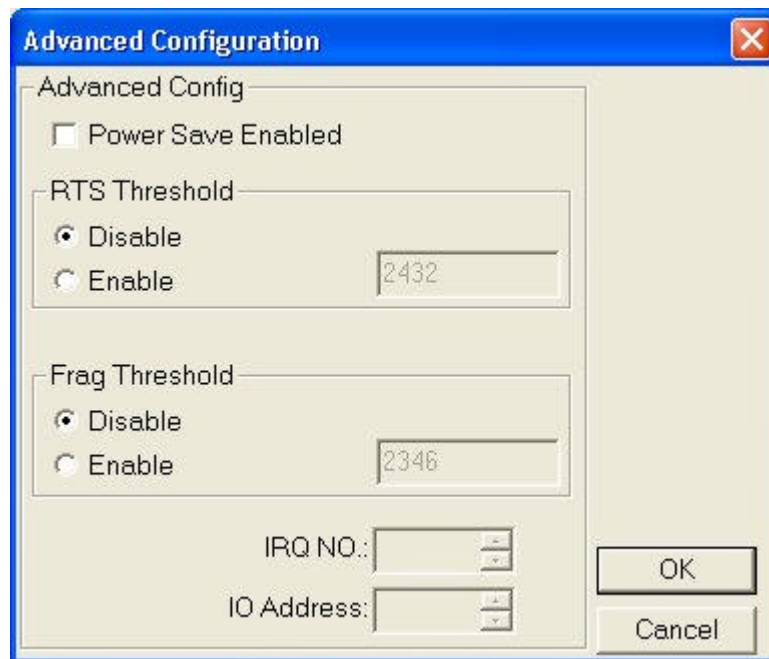 Advanced Configuration
Advanced Config
Power Save Enabled
RTS Threshold
Disable
Enable
2432
Frag Threshold
Disable
Enable
2346
IRQ NO.:
IO Address:
OK
Cancel